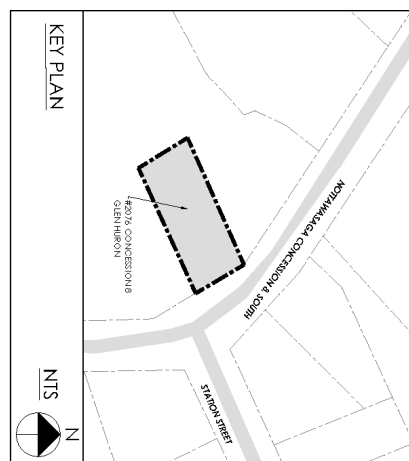 KEY PLAN
NOTTAWASAGA CONCESSION 8, SOUTH
#2076 CONCESSION 8
GLEN HURON
STATION STREET
NTS
N